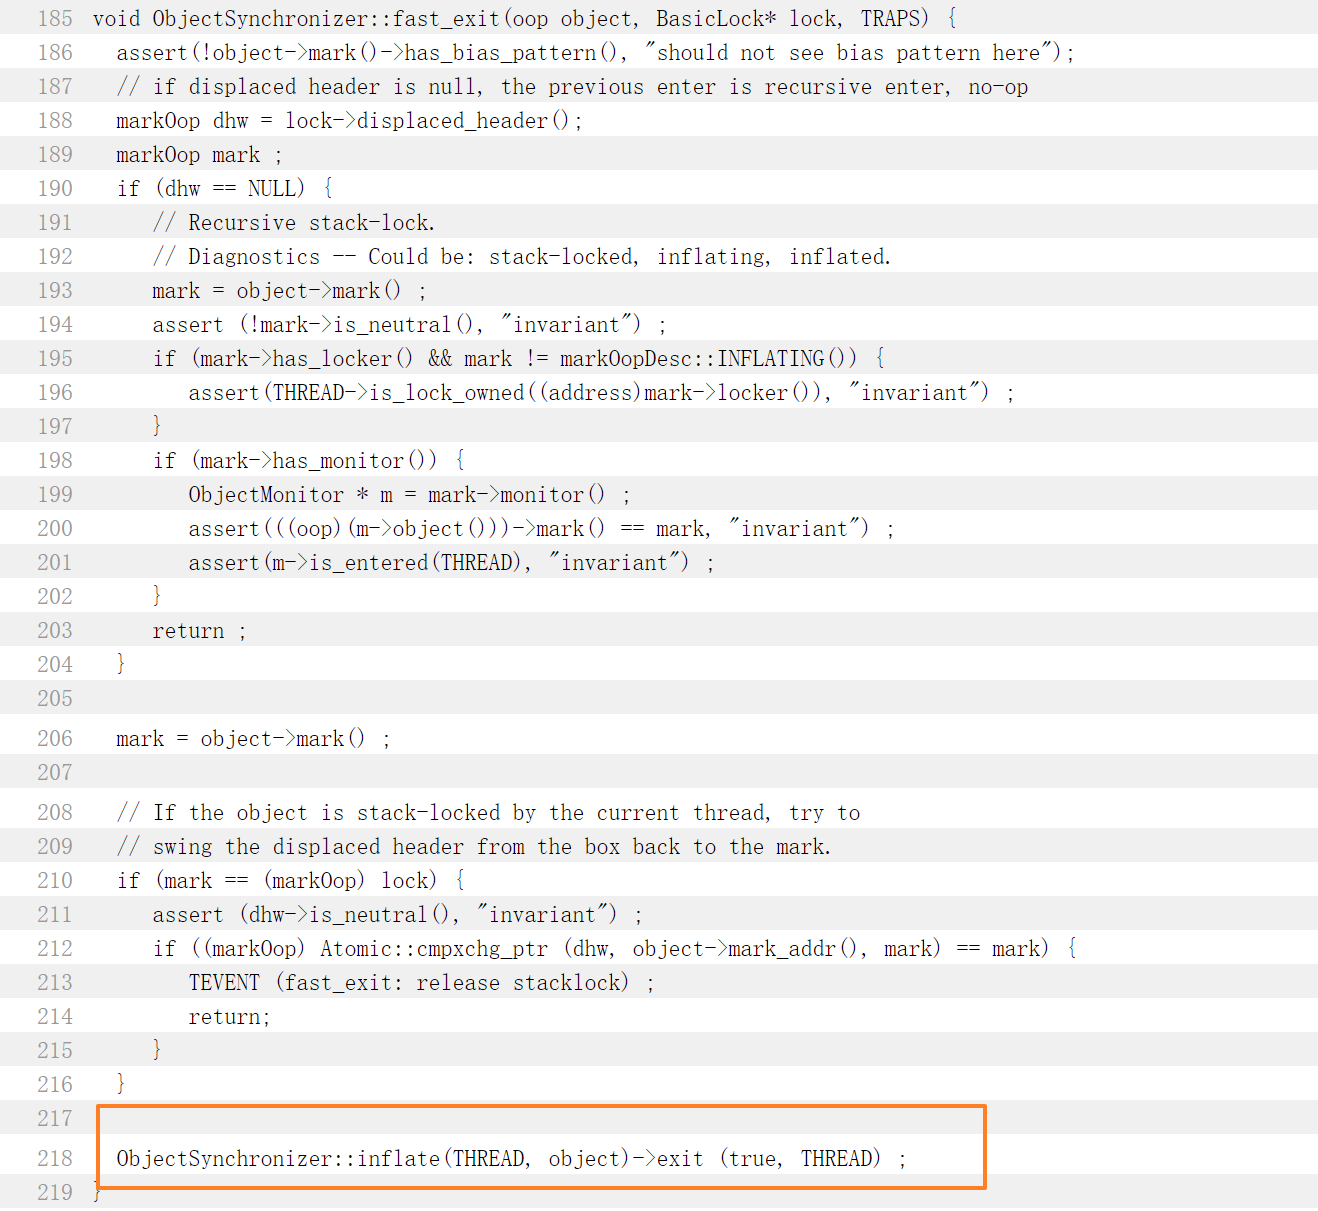 185 void ObjectSynchronizer::fast_exit(oop object, BasicLock* lock, TRAPS) {
186   assert(!object->mark()->has_bias_pattern(), "should not see bias pattern here");
187   // if displaced header is null, the previous enter is recursive enter, no-op
188   markOop dhw = lock->displaced_header();
189   markOop mark ;
190   if (dhw == NULL) {
191      // Recursive stack-lock.
192      // Diagnostics -- Could be: stack-locked, inflating, inflated.
193      mark = object->mark() ;
194      assert (!mark->is_neutral(), "invariant") ;
195      if (mark->has_locker() && mark != markOopDesc::INFLATING()) {
196         assert(THREAD->is_lock_owned((address)mark->locker()), "invariant") ;
197      }
198      if (mark->has_monitor()) {
199         ObjectMonitor * m = mark->monitor() ;
200         assert(((oop)(m->object()))->mark() == mark, "invariant") ;
201         assert(m->is_entered(THREAD), "invariant") ;
202      }
203      return ;
204   }
205
206   mark = object->mark() ;
207
208   // If the object is stack-locked by the current thread, try to
209   // swing the displaced header from the box back to the mark.
210   if (mark == (markOop) lock) {
211      assert (dhw->is_neutral(), "invariant") ;
212      if ((markOop) Atomic::cmpxchg_ptr (dhw, object->mark_addr(), mark) == mark) {
213         TEVENT (fast_exit: release stacklock) ;
214         return;
215      }
216   }
217
218   ObjectSynchronizer::inflate(THREAD, object)->exit (true, THREAD) ;
219 }